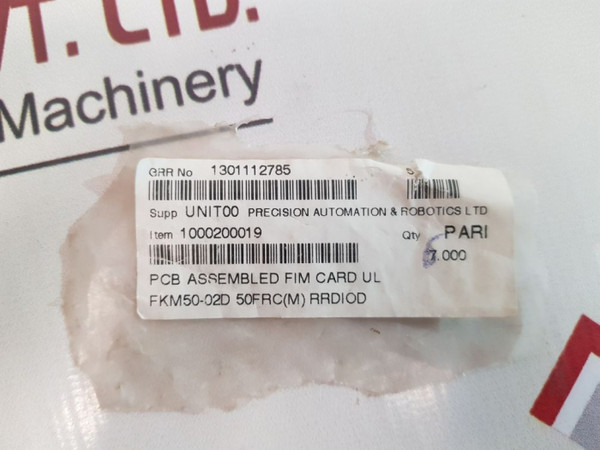 T. LTD.
Machinery
GRR No 1301112785
Supp UNIT00 PRECISION AUTOMATION & ROBOTICS LTD
Item 1000200019 Qty PARI
7.000
PCB ASSEMBLED FIM CARD UL
FKM50-02D 50FRC(M) RRDIOD